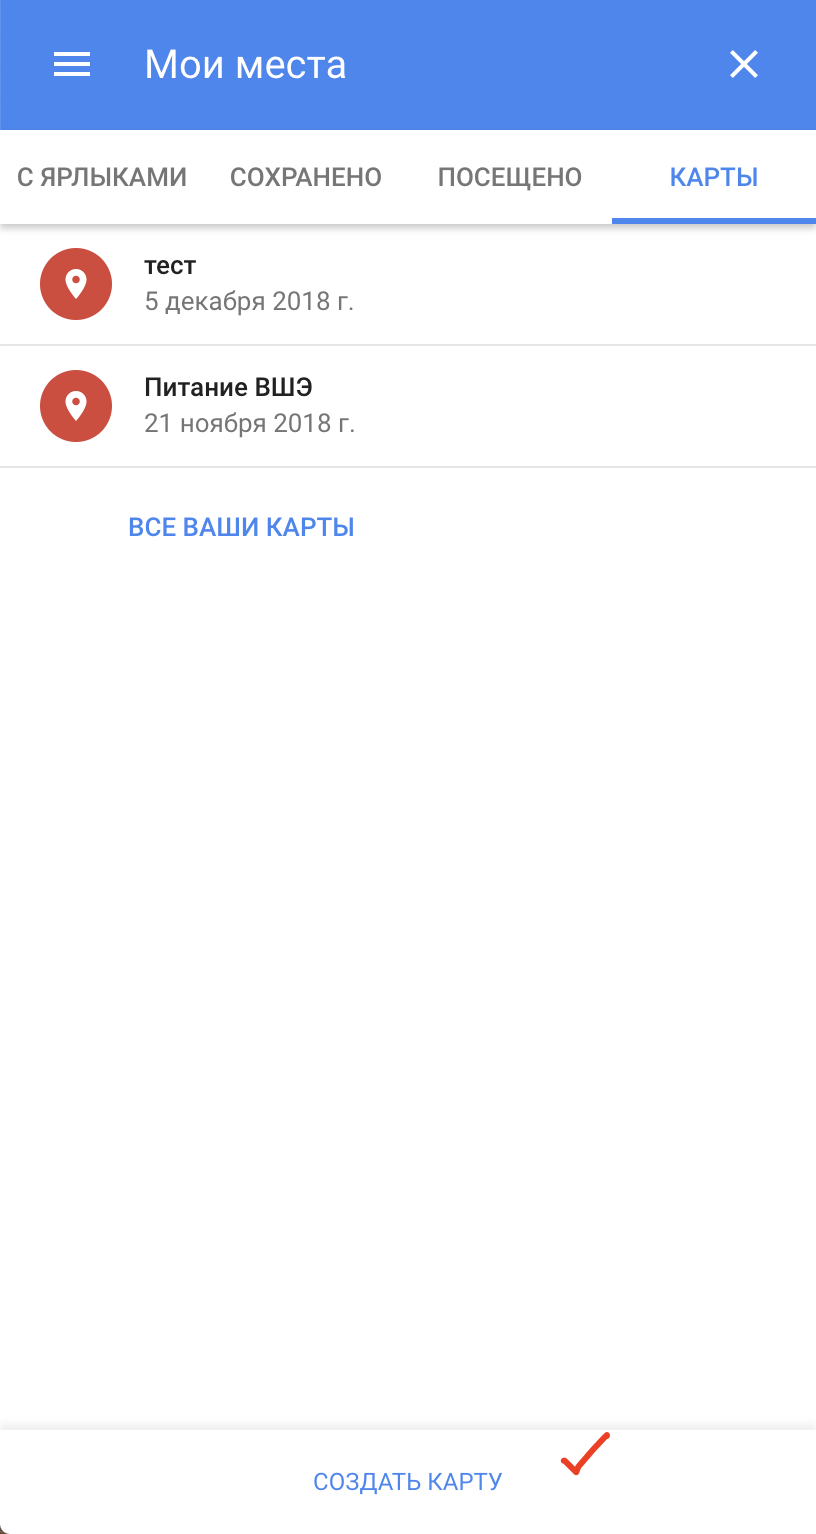 Мои места
С ЯРЛЫКАМИ СОХРАНЕНО ПОСЕЩЕНО КАРТЫ
тест
5 декабря 2018 г.
Питание ВШЭ
21 ноября 2018 г.
ВСЕ ВАШИ КАРТЫ
СОЗДАТЬ КАРТУ